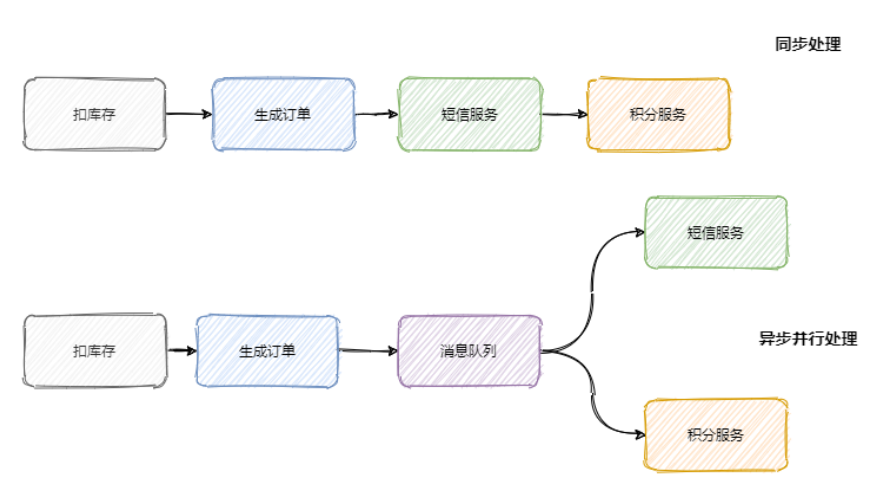 同步处理
扣库存
生成订单
短信服务
积分服务
短信服务
扣库存
生成订单
消息队列
异步并行处理
积分服务